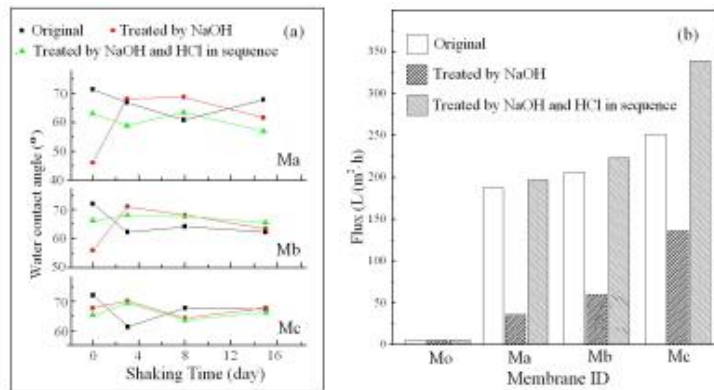 (a)
Original
Treated by NaOH
Treated by NaOH and HCl in sequence
Water contact angle (°)
70
60
50
Ma
70
60
50
Mb
70
60
Mc
0 4 8 12 16
Shaking Time (day)
(b)
Original
Treated by NaOH
Treated by NaOH and HCl in sequence
Flux (L/(m²·h)
350
300
250
200
150
100
50
0
Mo Ma Mb Mc
Membrane ID